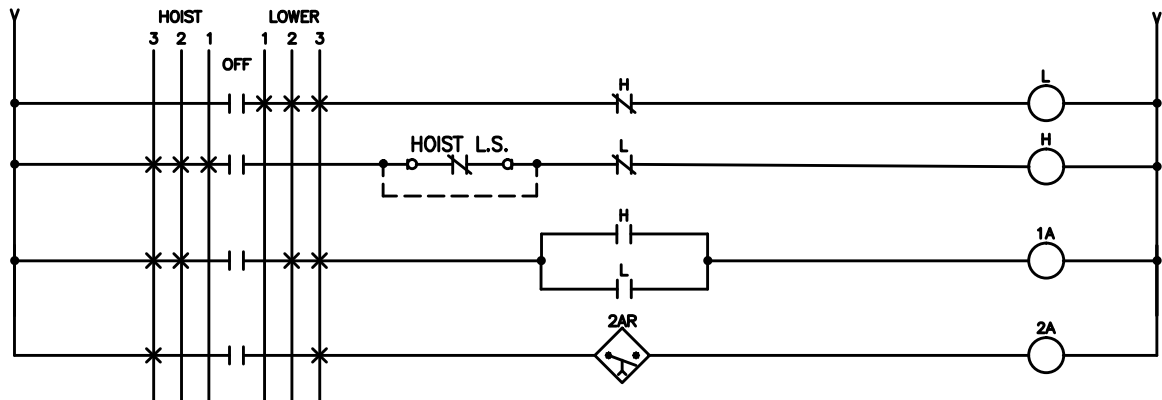 HOIST LOWER
3 2 1 1 2 3
OFF
H L
HOIST L.S. L H
H 1A
L
2AR 2A